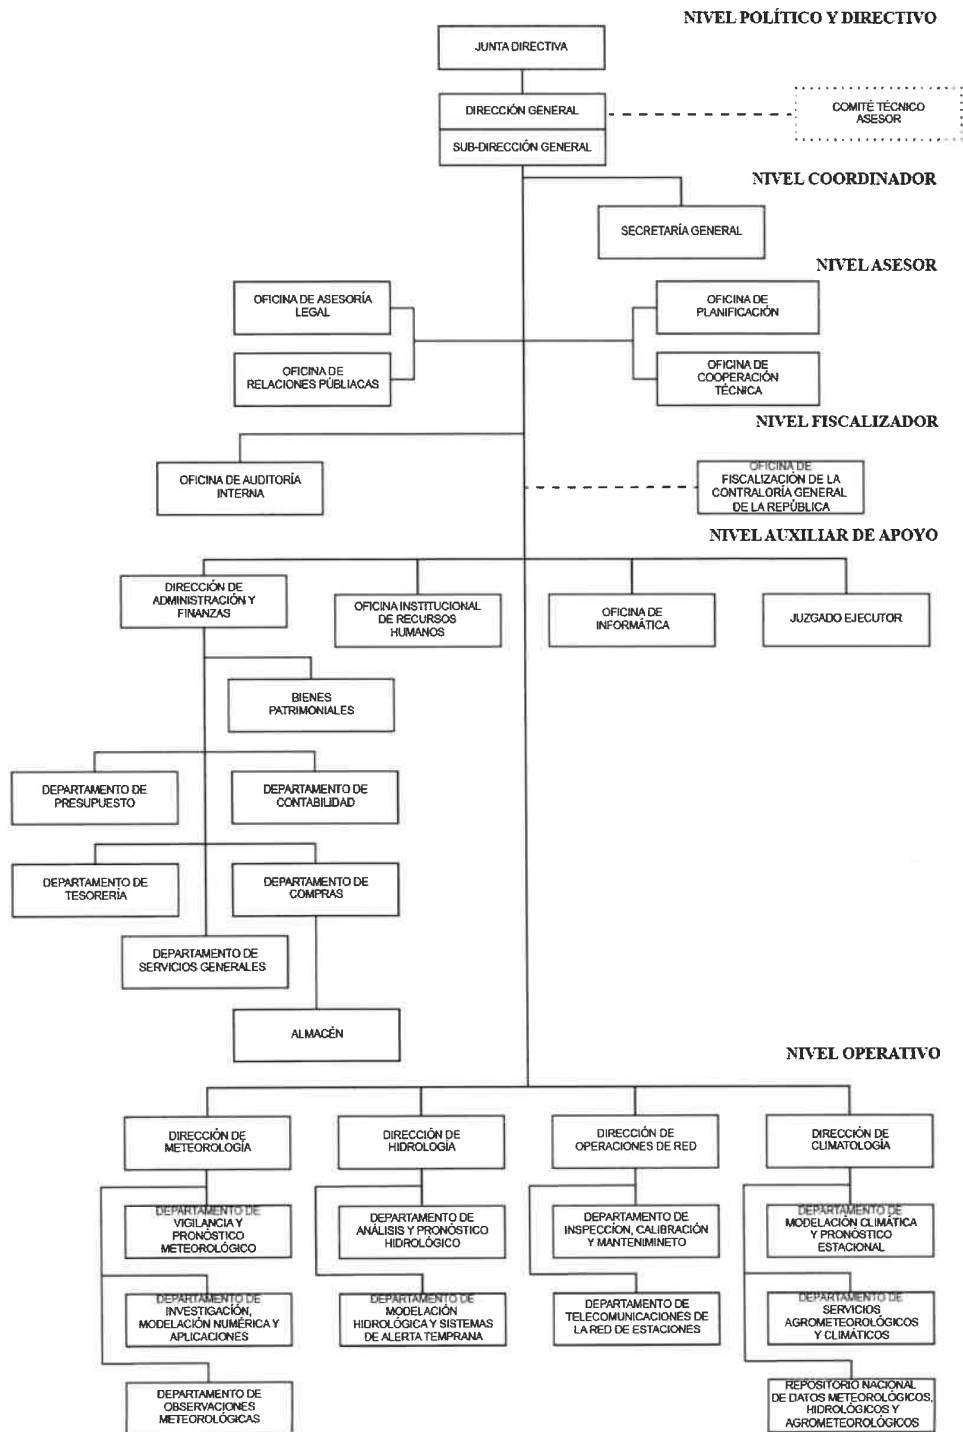 NIVEL POLÍTICO Y DIRECTIVO
JUNTA DIRECTIVA
DIRECCIÓN GENERAL
COMITÉ TÉCNICO
ASESOR
SUB-DIRECCIÓN GENERAL
NIVEL COORDINADOR
SECRETARÍA GENERAL
NIVEL ASESOR
OFICINA DE ASESORÍA
LEGAL
OFICINA DE
PLANIFICACIÓN
OFICINA DE
RELACIONES PÚBLIACAS
OFICINA DE
COOPERACIÓN
TÉCNICA
NIVEL FISCALIZADOR
OFICINA DE AUDITORÍA
INTERNA
OFICINA DE
FISCALIZACIÓN DE LA
CONTRALORÍA GENERAL
DE LA REPÚBLICA
NIVEL AUXILIAR DE APOYO
DIRECCIÓN DE
ADMINISTRACIÓN Y
FINANZAS
OFICINA INSTITUCIONAL
DE RECURSOS
HUMANOS
OFICINA DE
INFORMÁTICA
JUZGADO EJECUTOR
BIENES
PATRIMONIALES
DEPARTAMENTO DE
PRESUPUESTO
DEPARTAMENTO DE
CONTABILIDAD
DEPARTAMENTO DE
TESORERÍA
DEPARTAMENTO DE
COMPRAS
DEPARTAMENTO DE
SERVICIOS GENERALES
ALMACÉN
NIVEL OPERATIVO
DIRECCIÓN DE
METEOROLOGÍA
DIRECCIÓN DE
HIDROLOGÍA
DIRECCIÓN DE
OPERACIONES DE RED
DIRECCIÓN DE
CLIMATOLOGÍA
DEPARTAMENTO DE
VIGILANCIA Y
PRONÓSTICO
METEOROLÓGICO
DEPARTAMENTO DE
ANÁLISIS Y PRONÓSTICO
HIDROLÓGICO
DEPARTAMENTO DE
INSPECCÍON, CALIBRACIÓN
Y MANTENIMINETO
DEPARTAMENTO DE
MODELACIÓN CLIMÁTICA
Y PRONÓSTICO
ESTACIONAL
DEPARTAMENTO DE
INVESTIGACÍÓN,
MODELACIÓN NUMÉRICA Y
APLICACIONES
DEPARTAMENTO DE
MODELACIÓN
HIDROLÓGICA Y SISTEMAS
DE ALERTA TEMPRANA
DEPARTAMENTO DE
TELECOMUNICACIONES DE
LA RED DE ESTACIONES
DEPARTAMENTO DE
SERVICIOS
AGROMETEOROLÓGICOS
Y CLIMÁTICOS
DEPARTAMENTO DE
OBSERVACIONES
METEOROLÓGICAS
REPOSITORIO NACIONAL
DE DATOS METEOROLÓGICOS,
HIDROLÓGICOS Y
AGROMETEOROLÓGICOS